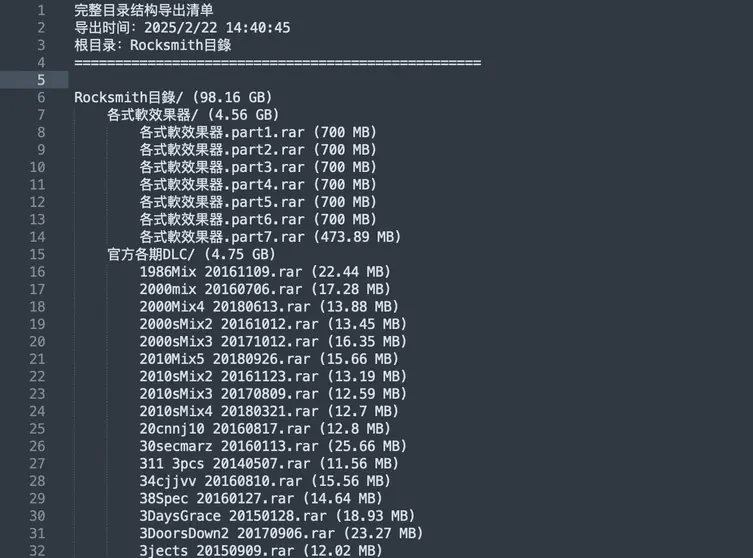 1 完整目录结构导出清单
2 导出时间: 2025/2/22 14:40:45
3 根目录: Rocksmith目錄
4 ==================================================
5
6 Rocksmith目錄/ (98.16 GB)
7 各式軟效果器/ (4.56 GB)
8 各式軟效果器.part1.rar (700 MB)
9 各式軟效果器.part2.rar (700 MB)
10 各式軟效果器.part3.rar (700 MB)
11 各式軟效果器.part4.rar (700 MB)
12 各式軟效果器.part5.rar (700 MB)
13 各式軟效果器.part6.rar (700 MB)
14 各式軟效果器.part7.rar (473.89 MB)
15 官方各期DLC/ (4.75 GB)
16 1986Mix 20161109.rar (22.44 MB)
17 2000mix 20160706.rar (17.28 MB)
18 2000Mix4 20180613.rar (13.88 MB)
19 2000sMix2 20161012.rar (13.45 MB)
20 2000sMix3 20171012.rar (16.35 MB)
21 2010Mix5 20180926.rar (15.66 MB)
22 2010sMix2 20161123.rar (13.19 MB)
23 2010sMix3 20170809.rar (12.59 MB)
24 2010sMix4 20180321.rar (12.7 MB)
25 20cnnj10 20160817.rar (12.8 MB)
26 30secmarz 20160113.rar (25.66 MB)
27 311 3pcs 20140507.rar (11.56 MB)
28 34cjjvv 20160810.rar (15.56 MB)
29 38Spec 20160127.rar (14.64 MB)
30 3DaysGrace 20150128.rar (18.93 MB)
31 3DoorsDown2 20170906.rar (23.27 MB)
32 3jects 20150909.rar (12.02 MB)